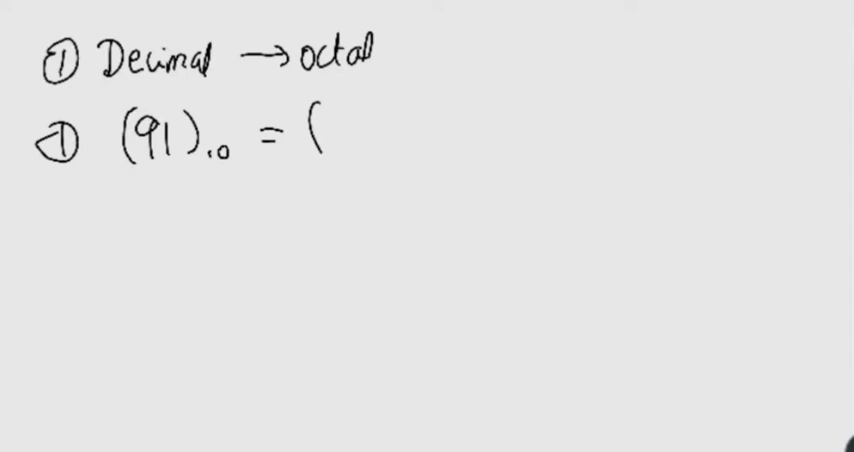 ① Decimal → octal
① (91)₁₀ = (